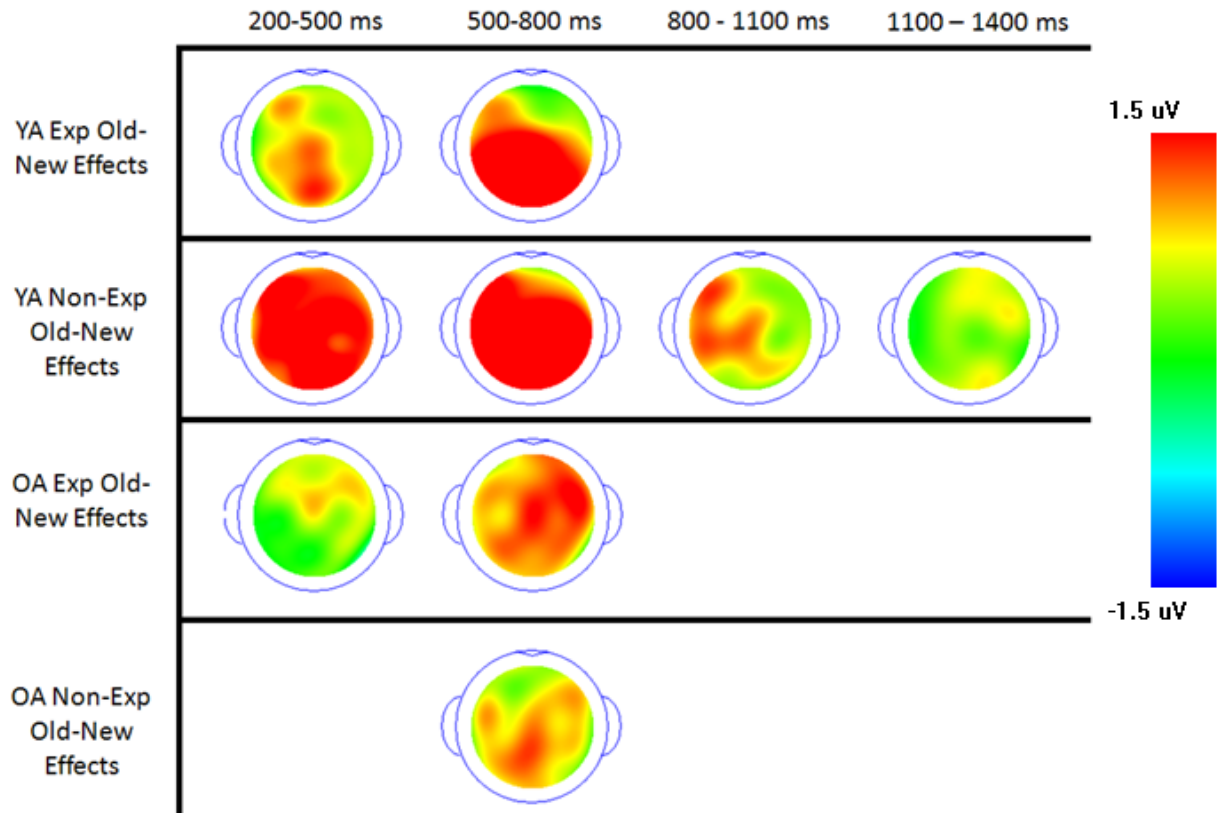 200-500 ms
500-800 ms
800 - 1100 ms
1100 – 1400 ms
1.5 uV
YA Exp Old-
New Effects
YA Non-Exp
Old-New
Effects
OA Exp Old-
New Effects
-1.5 uV
OA Non-Exp
Old-New
Effects